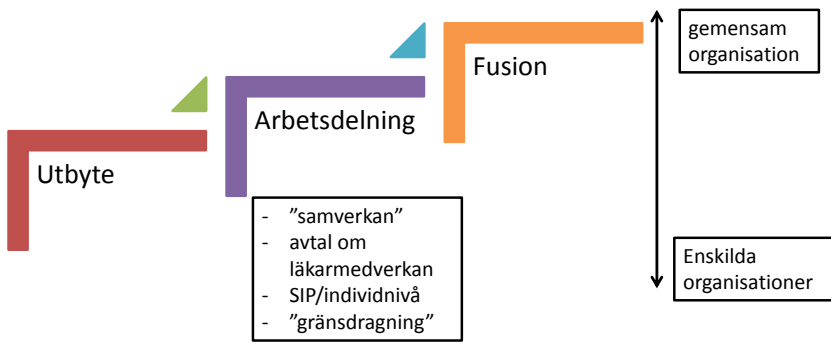 Utbyte
Arbetsdelning
- ”samverkan”
- avtal om
läkarmedverkan
- SIP/individnivå
- ”gränsdragning”
Fusion
gemensam
organisation
Enskilda
organisationer